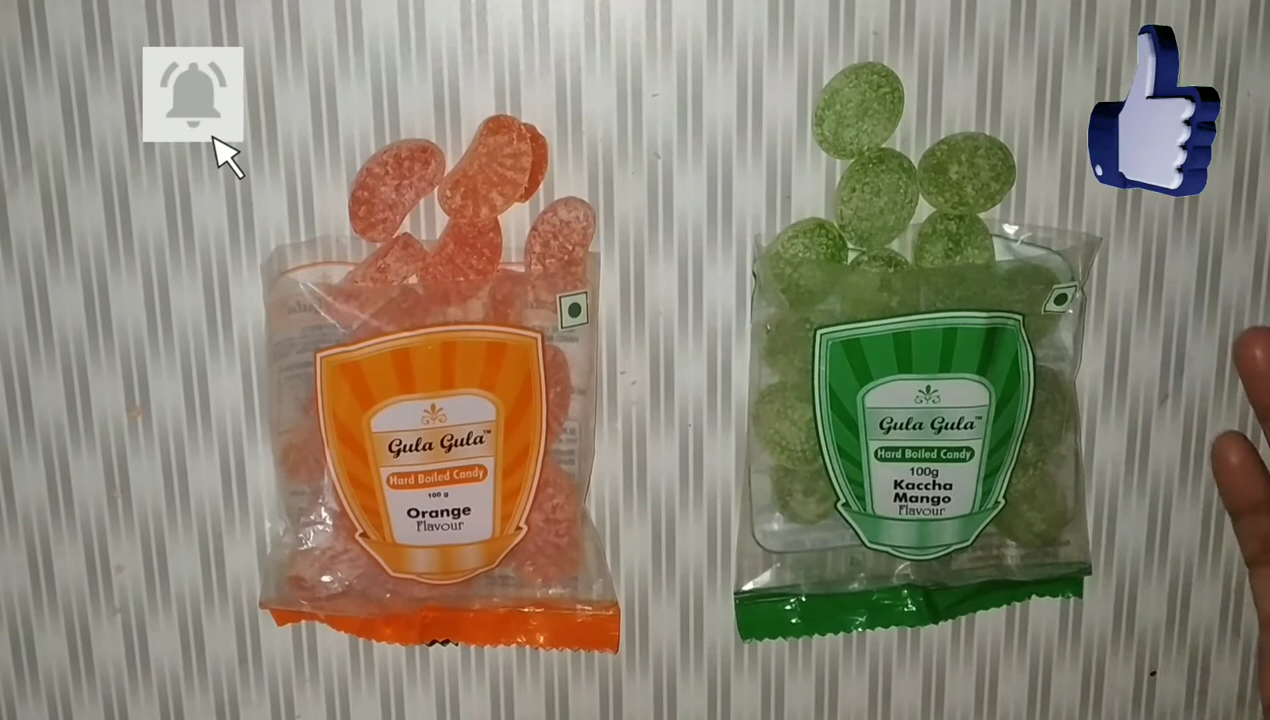 Gula Gula™
Hard Boiled Candy
100 g
Orange
Flavour
Gula Gula™
Hard Boiled Candy
100g
Kaccha
Mango
Flavour